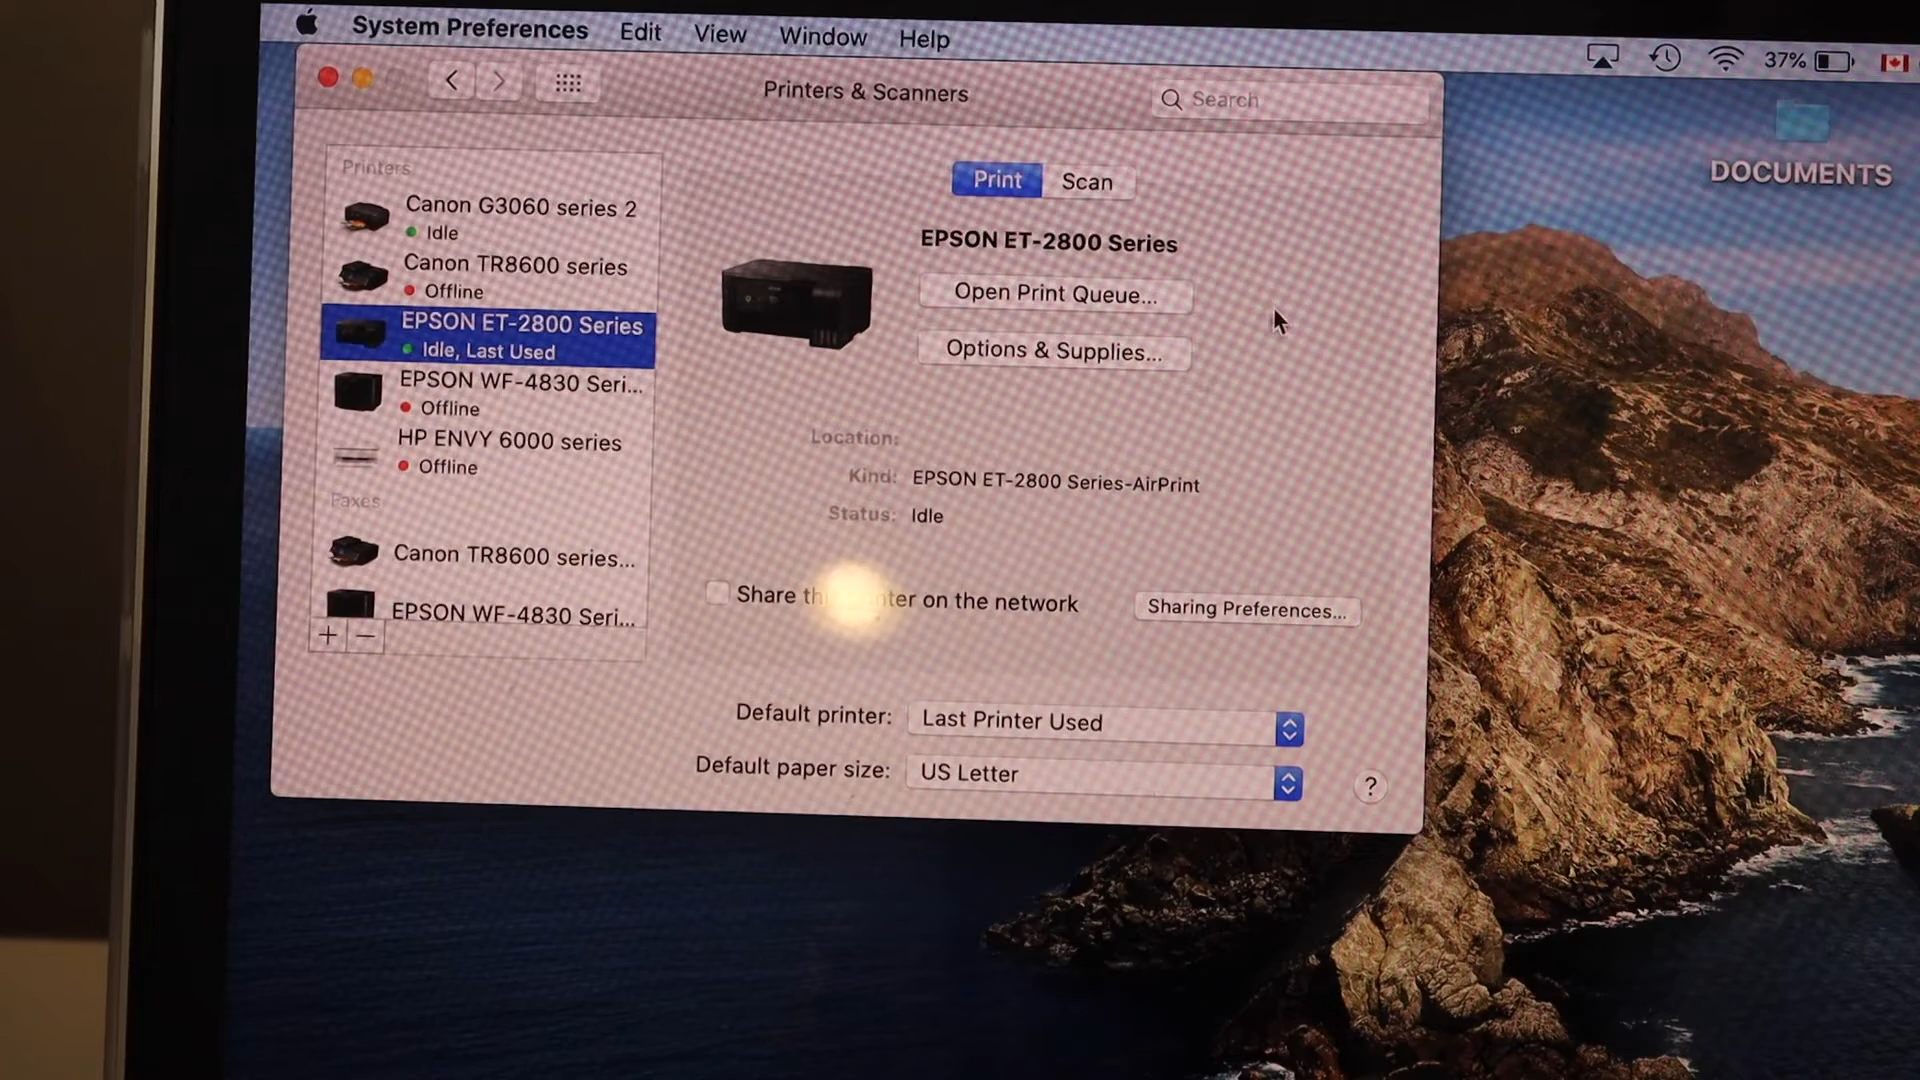 System Preferences Edit View Window Help
37%
Printers & Scanners
Search
DOCUMENTS
Printers
Canon G3060 series 2
Idle
Canon TR8600 series
Offline
EPSON ET-2800 Series
Idle, Last Used
EPSON WF-4830 Seri...
Offline
HP ENVY 6000 series
Offline
Faxes
Canon TR8600 series...
EPSON WF-4830 Seri...
+ −
Print Scan
EPSON ET-2800 Series
Open Print Queue...
Options & Supplies...
Location:
Kind: EPSON ET-2800 Series-AirPrint
Status: Idle
Share on the network
Sharing Preferences...
Default printer: Last Printer Used
Default paper size: US Letter
?